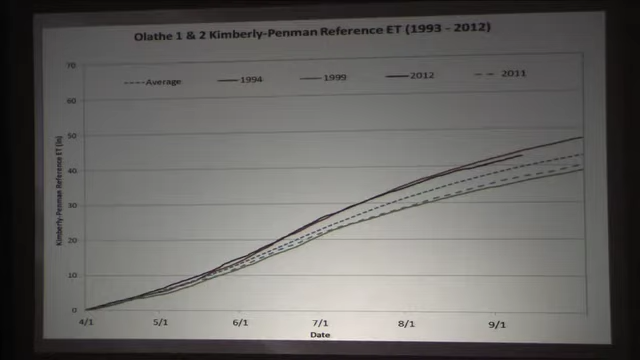 Olathe 1 & 2 Kimberly-Penman Reference ET (1993 - 2012)
70
Average 1994 1999 2012 2011
60
50
40
30
20
10
0
Kimberly-Penman Reference ET (in)
4/1 5/1 6/1 7/1 8/1 9/1
Date